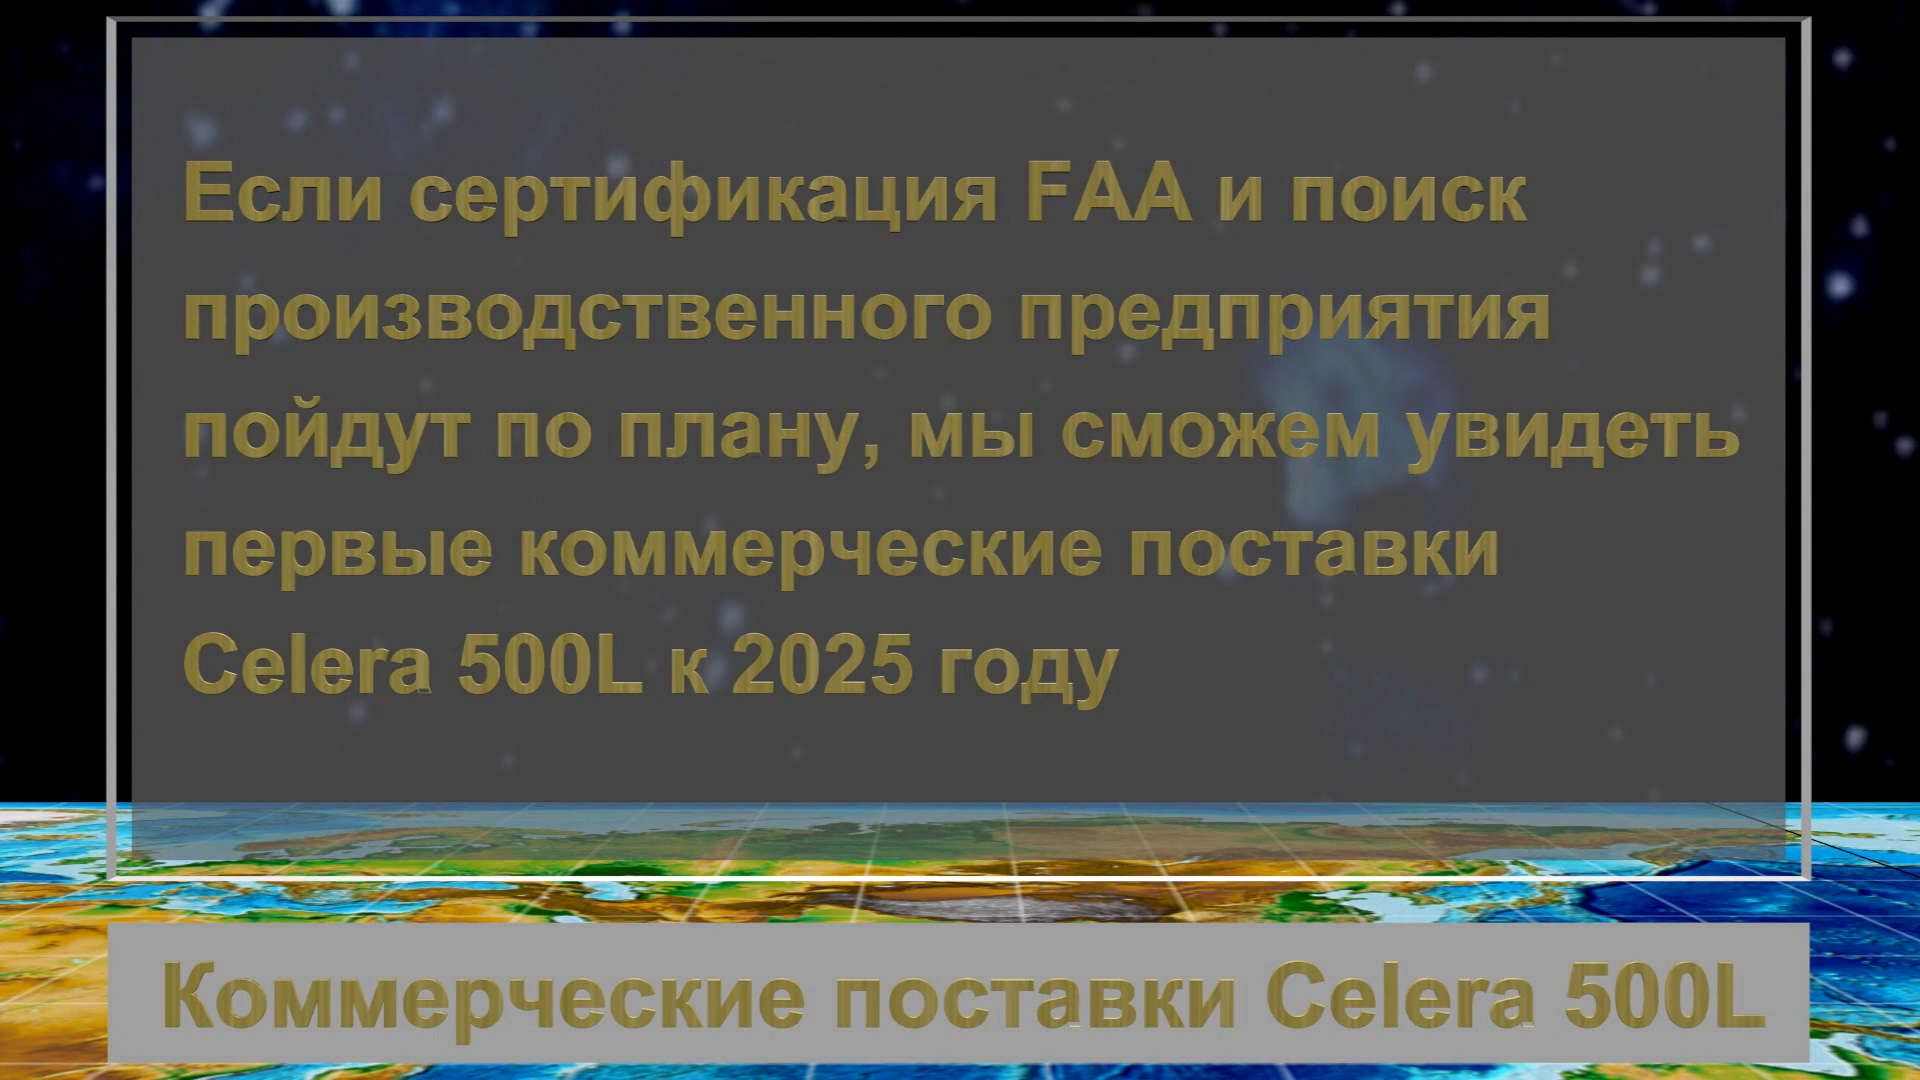 Если сертификация FAA и поиск
производственного предприятия
пойдут по плану, мы сможем увидеть
первые коммерческие поставки
Celera 500L к 2025 году
Коммерческие поставки Celera 500L